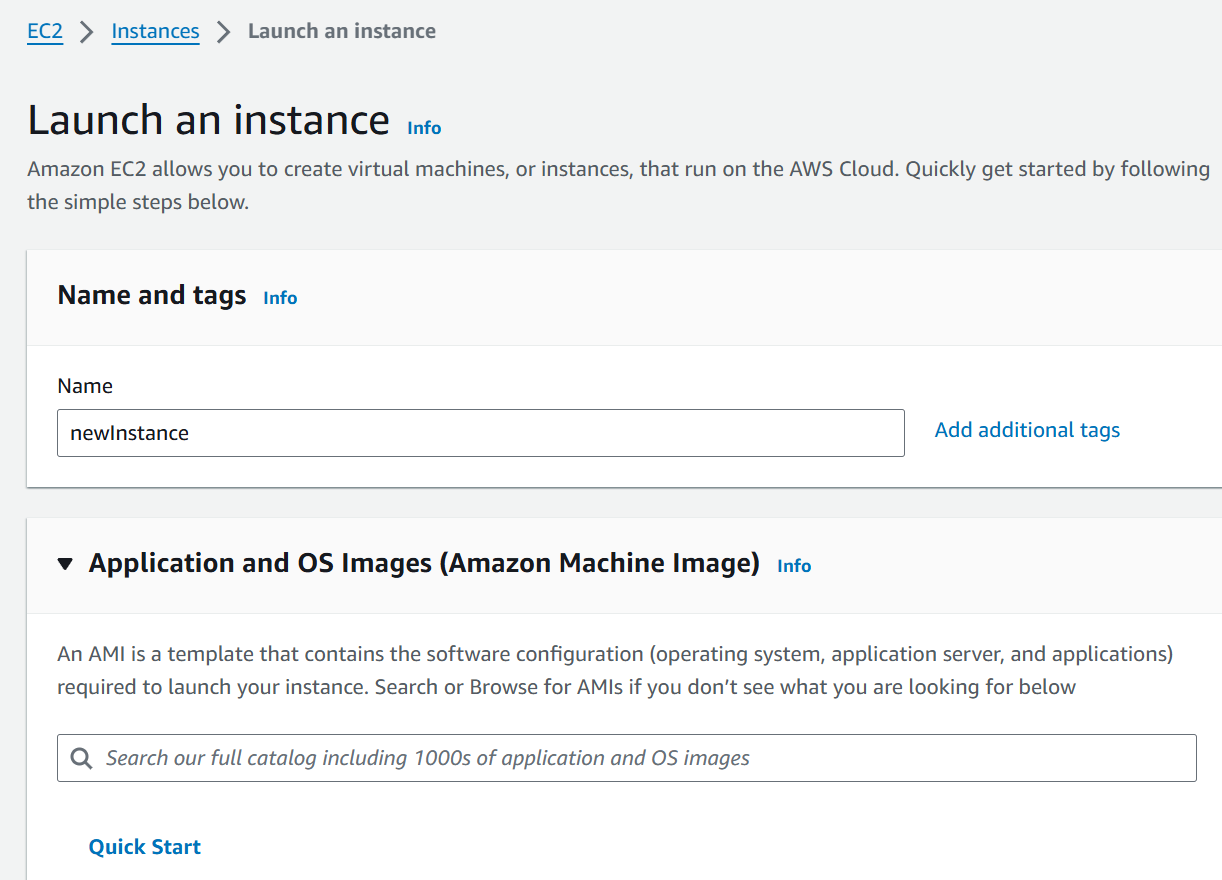 EC2 Instances Launch an instance
Launch an instance Info
Amazon EC2 allows you to create virtual machines, or instances, that run on the AWS Cloud. Quickly get started by following
the simple steps below.
Name and tags Info
Name
newInstance Add additional tags
Application and OS Images (Amazon Machine Image) Info
An AMI is a template that contains the software configuration (operating system, application server, and applications)
required to launch your instance. Search or Browse for AMIs if you don’t see what you are looking for below
Search our full catalog including 1000s of application and OS images
Quick Start